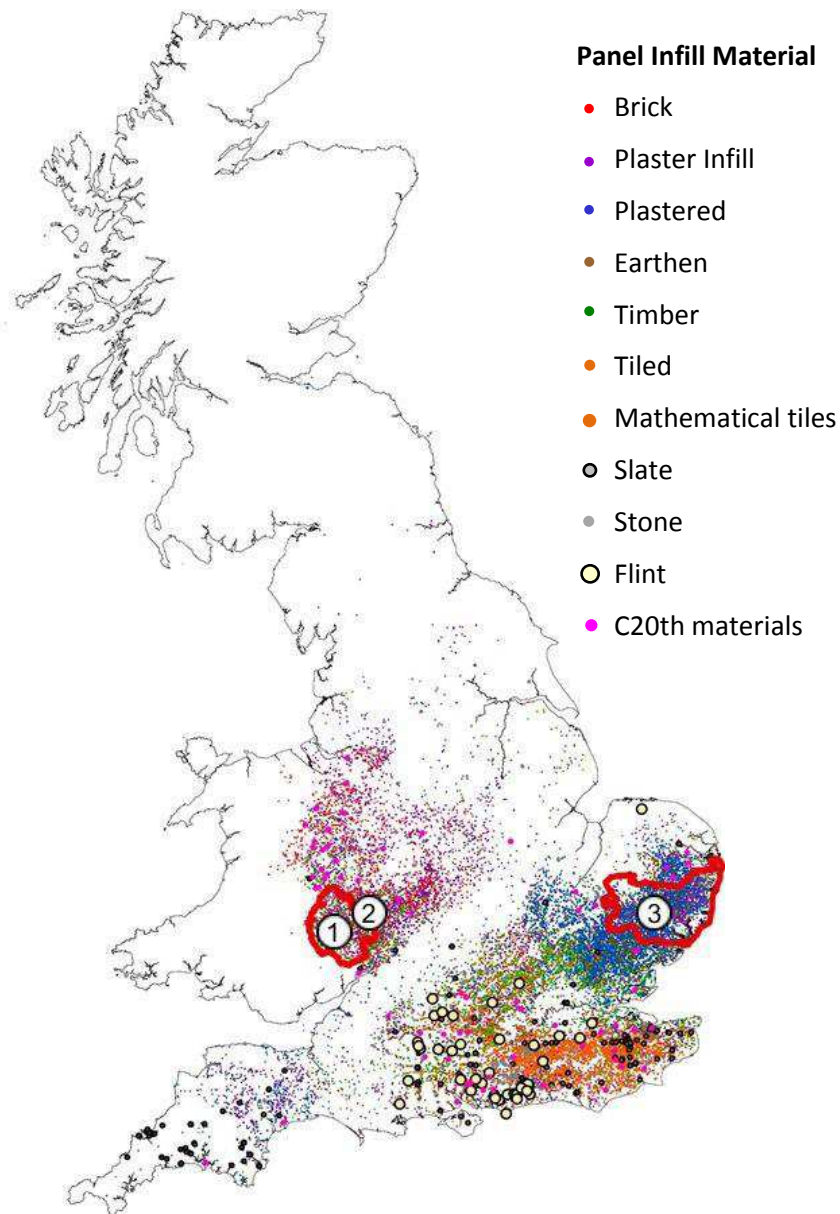 Panel Infill Material
Brick
Plaster Infill
Plastered
Earthen
Timber
Tiled
Mathematical tiles
Slate
Stone
Flint
C20th materials
1
2
3